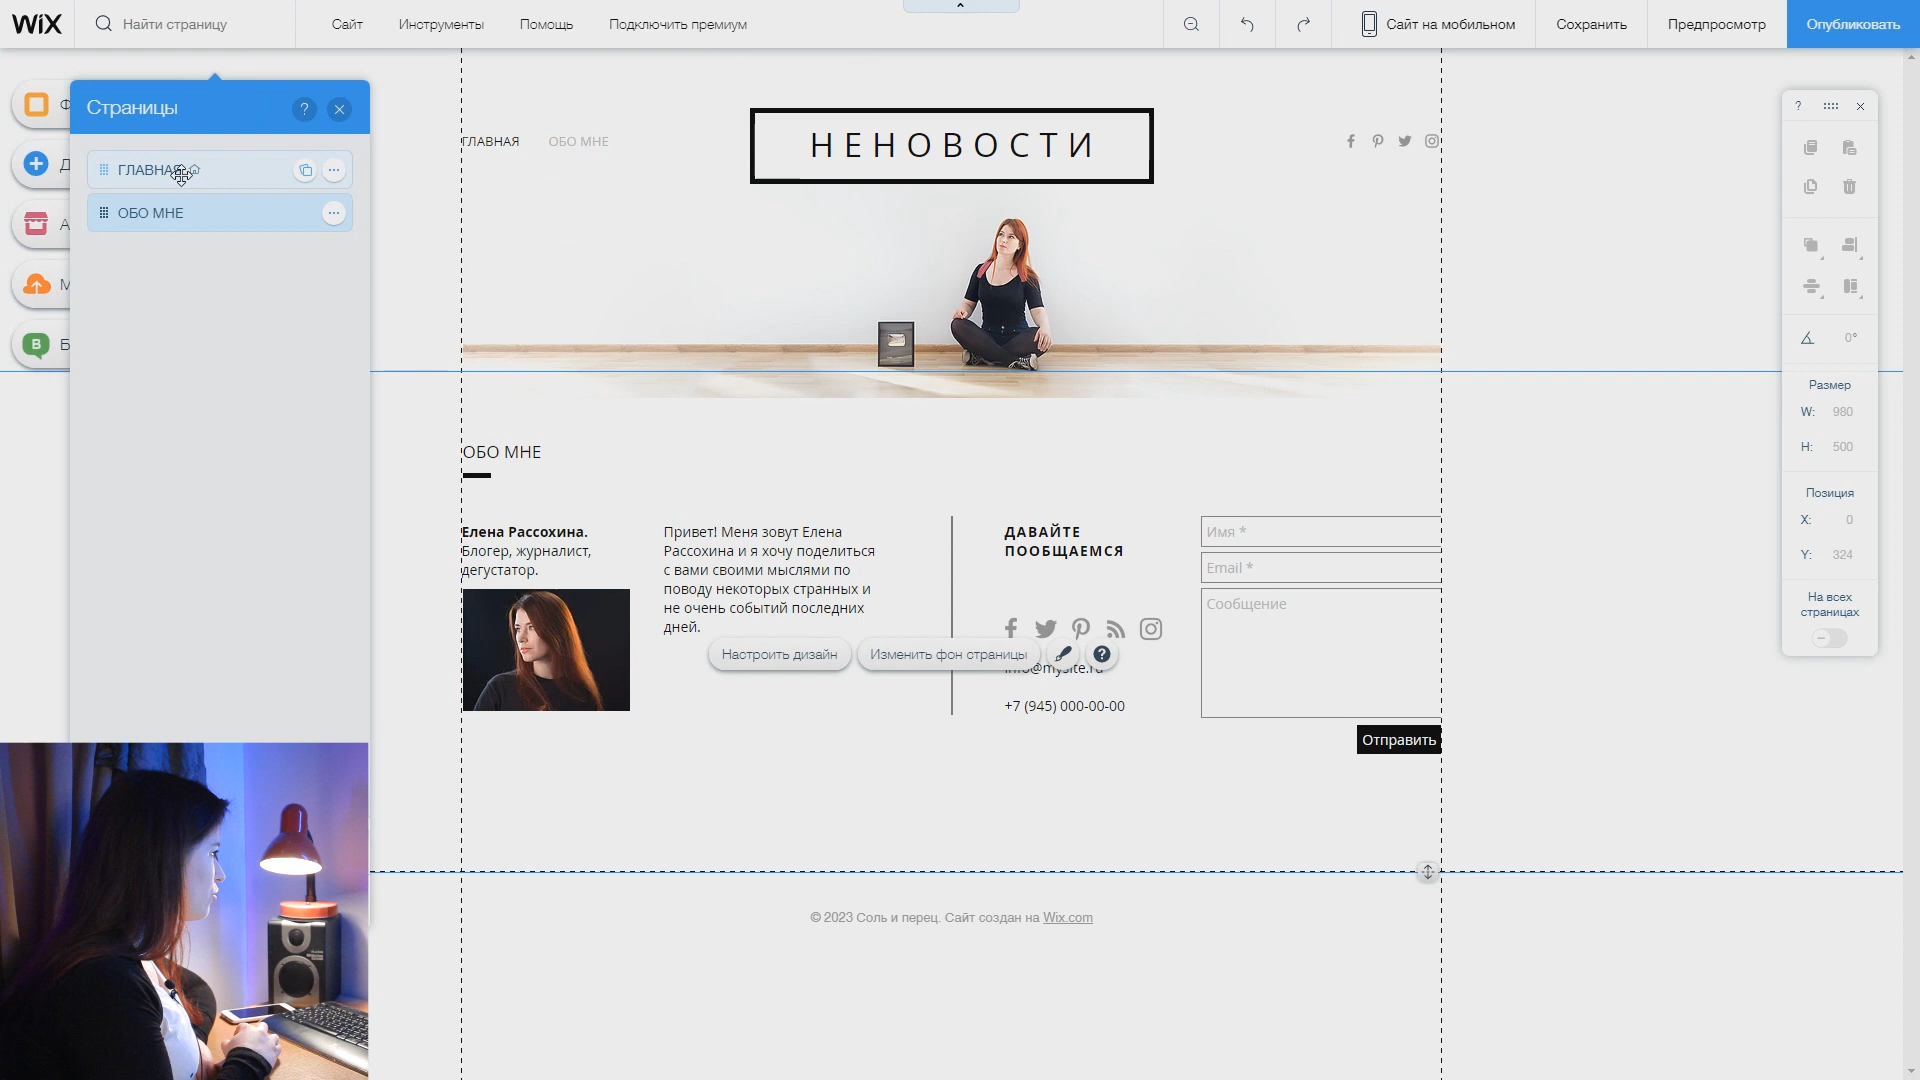 WiX
Найти страницу
Сайт
Инструменты
Помощь
Подключить премиум
Сайт на мобильном
Сохранить
Предпросмотр
Опубликовать
Страницы
?
ГЛАВНАЯ
ОБО МНЕ
Ф
Д
А
М
Б
ГЛАВНАЯ
ОБО МНЕ
НЕНОВОСТИ
ОБО МНЕ
Елена Рассохина.
Блогер, журналист,
дегустатор.
Привет! Меня зовут Елена
Рассохина и я хочу поделиться
с вами своими мыслями по
поводу некоторых странных и
не очень событий последних
дней.
ДАВАЙТЕ
ПООБЩАЕМСЯ
info@mysite.ru
+7 (945) 000-00-00
Имя *
Email *
Сообщение
Отправить
Настроить дизайн
Изменить фон страницы
?
© 2023 Соль и перец. Сайт создан на Wix.com
?
0°
Размер
W: 980
H: 500
Позиция
X: 0
Y: 324
На всех
страницах